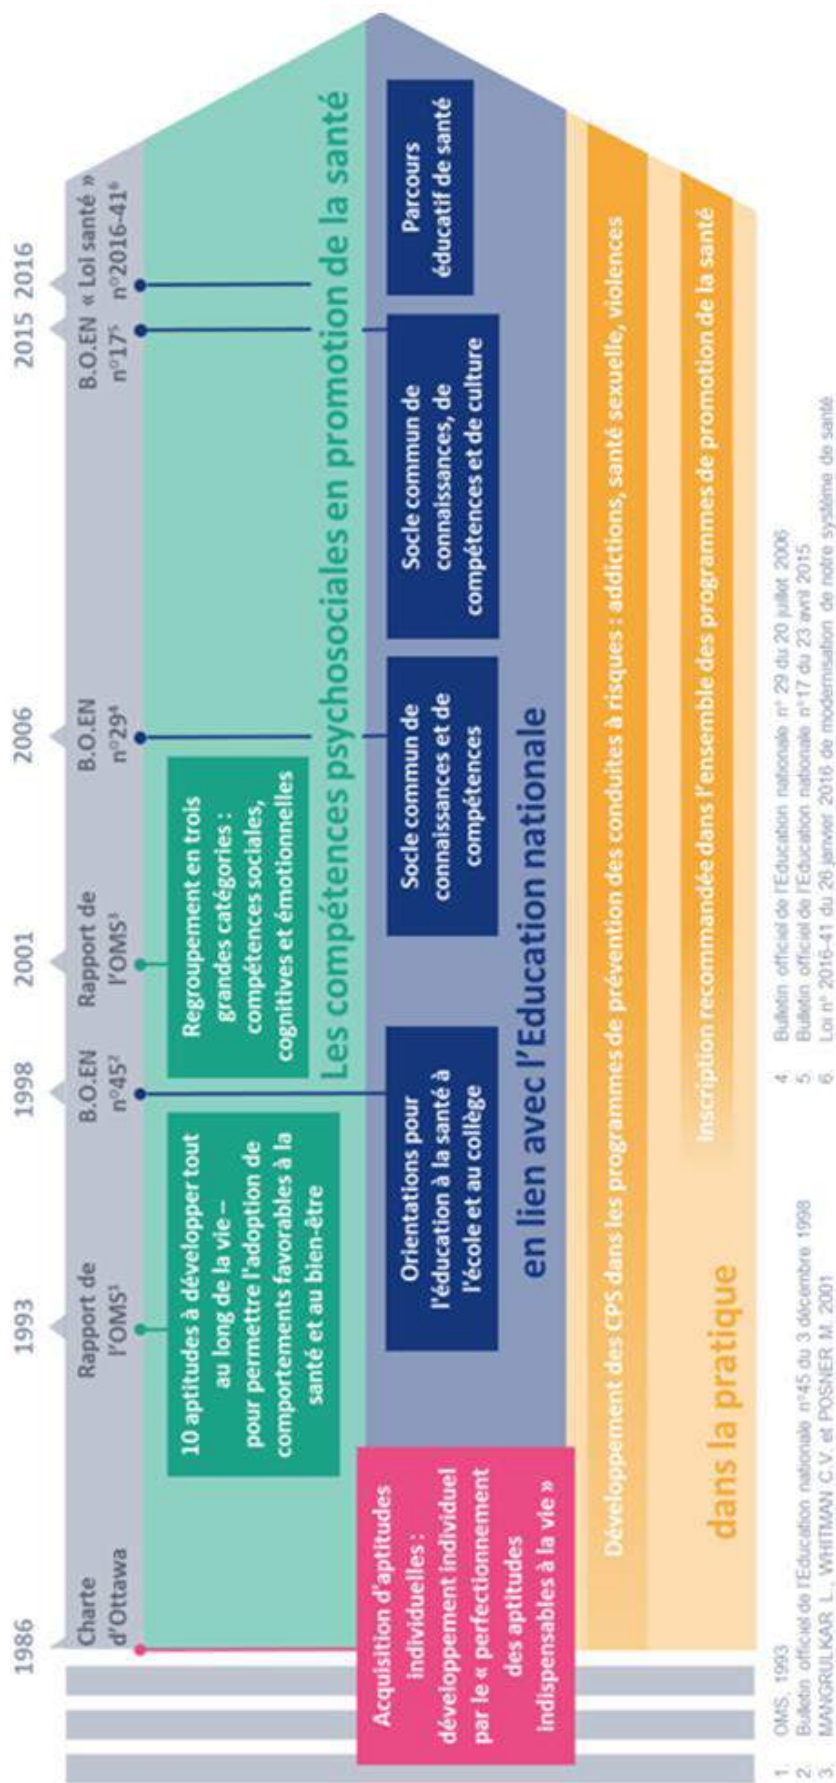 1986
1993
1998
2001
2006
2015
2016
Charte
d'Ottawa
Rapport de
l'OMS¹
B.O.EN
n°45²
Rapport de
l'OMS³
B.O.EN
n°29⁴
B.O.EN
n°17⁵
« Loi santé »
n°2016-41⁶
10 aptitudes à développer tout
au long de la vie –
pour permettre l'adoption de
comportements favorables à la
santé et au bien-être
Regroupement en trois
grandes catégories :
compétences sociales,
cognitives et émotionnelles
Les compétences psychosociales en promotion de la santé
Acquisition d'aptitudes
individuelles :
développement individuel
par le « perfectionnement
des aptitudes
indispensables à la vie »
Orientations pour
l'éducation à la santé à
l'école et au collège
Socle commun de
connaissances et de
compétences
Socle commun de
connaissances, de
compétences et de culture
Parcours
éducatif de santé
en lien avec l'Education nationale
Développement des CPS dans les programmes de prévention des conduites à risques : addictions, santé sexuelle, violences
Inscription recommandée dans l'ensemble des programmes de promotion de la santé
dans la pratique
1. OMS, 1993
2. Bulletin officiel de l'Education nationale n°45 du 3 décembre 1998
3. MANGRULKAR, L., WHITMAN, C.V. et POSNER M. 2001
4. Bulletin officiel de l'Education nationale n° 29 du 20 juillet 2006
5. Bulletin officiel de l'Education nationale n°17 du 23 avril 2015
6. Loi n° 2016-41 du 26 janvier 2016 de modernisation de notre système de santé